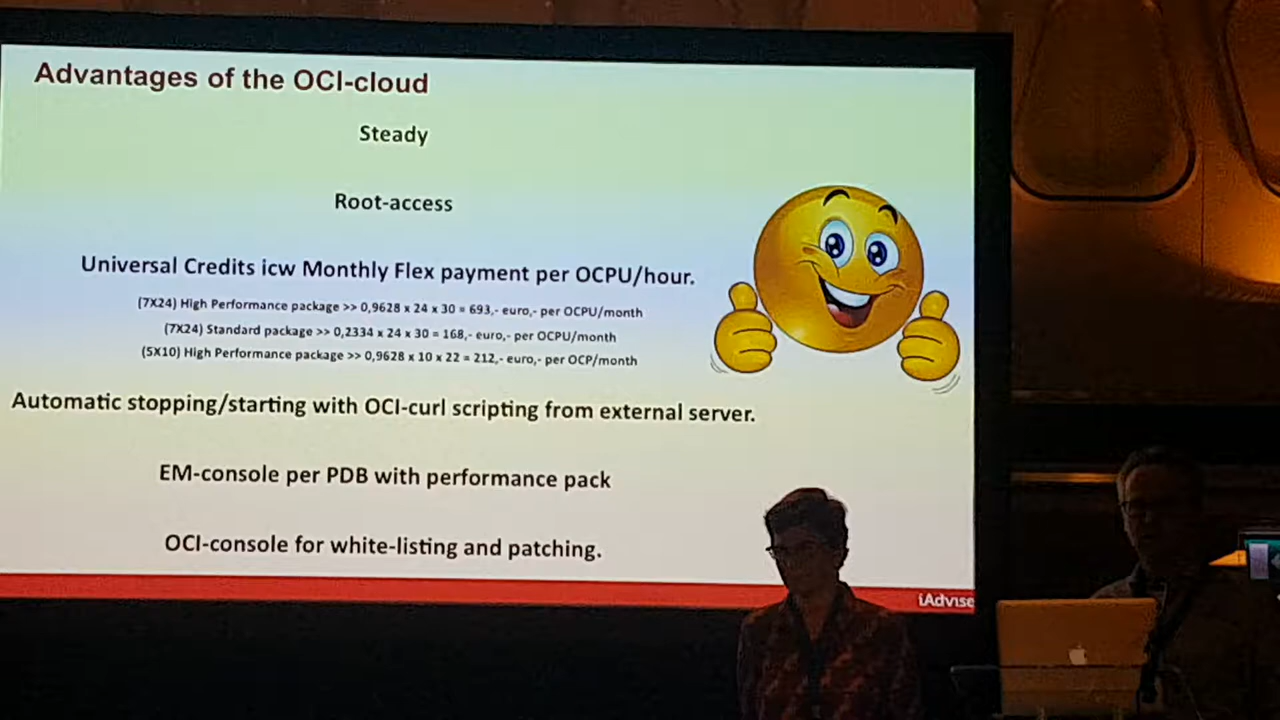 Advantages of the OCI-cloud
Steady
Root-access
Universal Credits icw Monthly Flex payment per OCPU/hour.
(7X24) High Performance package >> 0,9628 x 24 x 30 = 693,- euro,- per OCPU/month
(7X24) Standard package >> 0,2334 x 24 x 30 = 168,- euro,- per OCPU/month
(5X10) High Performance package >> 0,9628 x 10 x 22 = 212,- euro,- per OCP/month
Automatic stopping/starting with OCI-curl scripting from external server.
EM-console per PDB with performance pack
OCI-console for white-listing and patching.
iAdvise